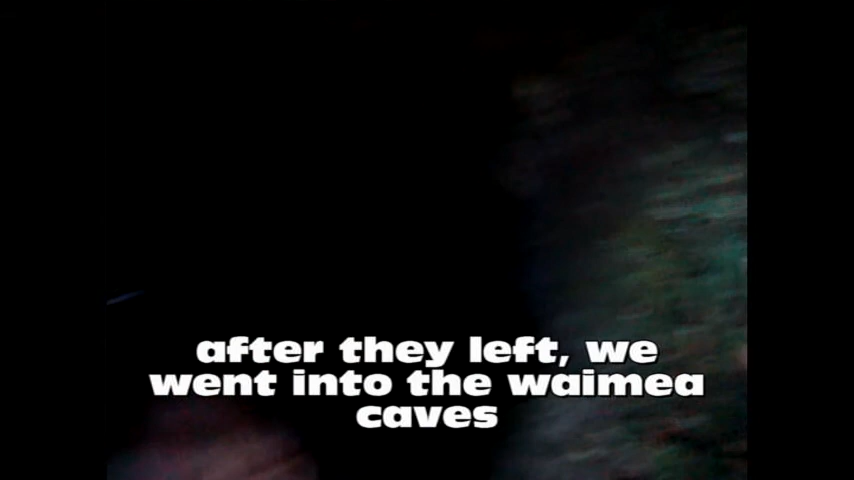 after they left, we
went into the waimea
caves